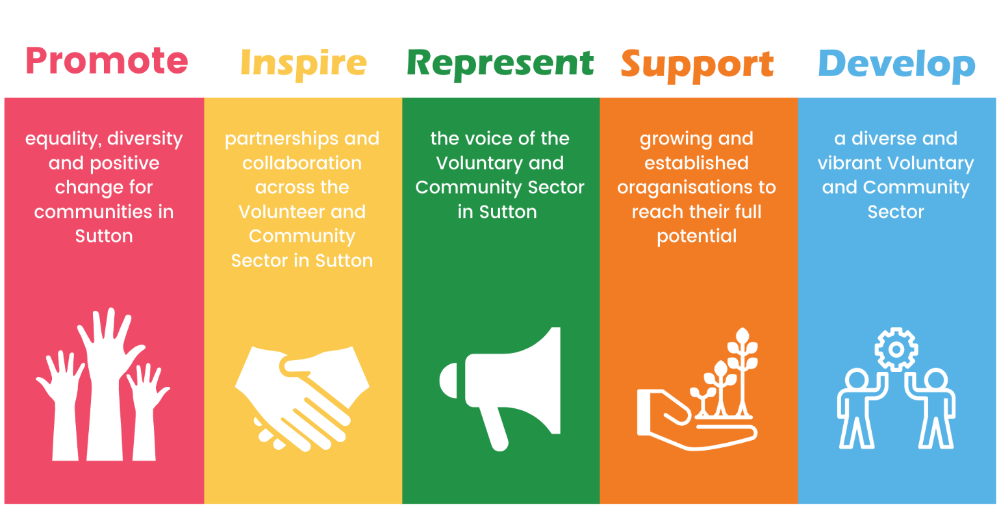 Promote
equality, diversity
and positive
change for
communities in
Sutton
Inspire
partnerships and
collaboration
across the
Volunteer and
Community
Sector in Sutton
Represent
the voice of the
Voluntary and
Community Sector
in Sutton
Support
growing and
established
oraganisations to
reach their full
potential
Develop
a diverse and
vibrant Voluntary
and Community
Sector